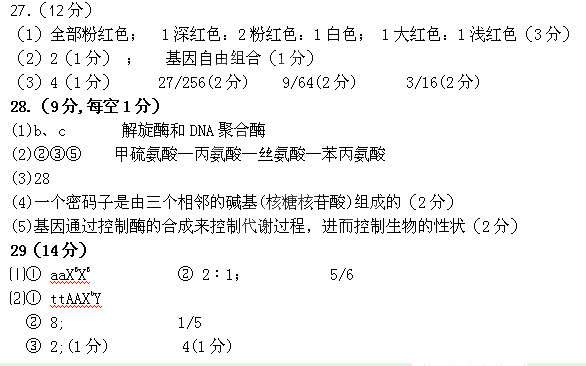 27.(12分)
(1) 全部粉红色； 1深红色：2粉红色：1白色； 1大红色：1浅红色(3分)
(2) 2(1分) ； 基因自由组合(1分)
(3) 4(1分) 27/256(2分) 9/64(2分) 3/16(2分)
28.(9分,每空1分)
(1)b、c 解旋酶和DNA聚合酶
(2)②③⑤ 甲硫氨酸—丙氨酸—丝氨酸—苯丙氨酸
(3)28
(4)一个密码子是由三个相邻的碱基(核糖核苷酸)组成的(2分)
(5)基因通过控制酶的合成来控制代谢过程，进而控制生物的性状(2分)
29(14分)
⑴① ② 2∶1； 5/6
⑵①
② 8; 1/5
③ 2;(1分) 4(1分)